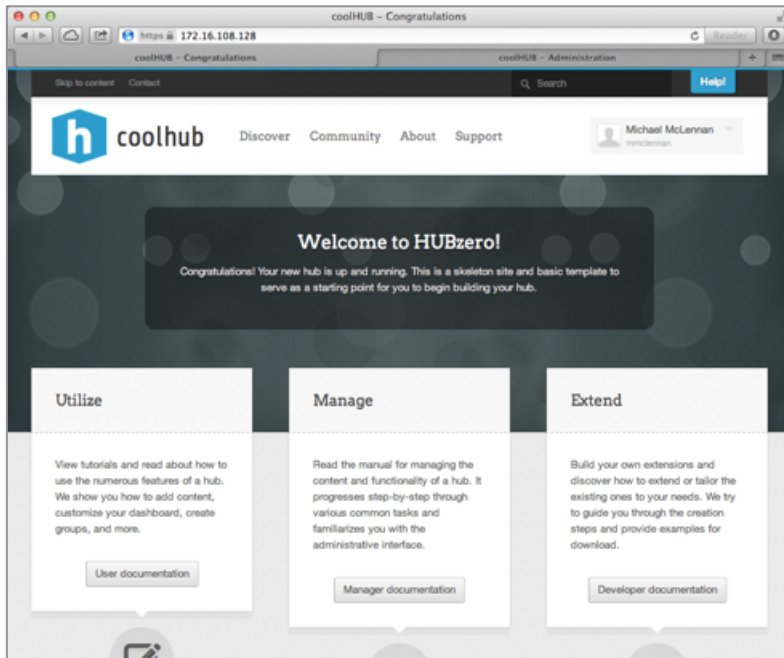 coolHUB – Congratulations
https 172.16.108.128
Reader
coolHUB – Congratulations
coolHUB – Administration
Skip to content Contact
Search
Help!
h coolhub
Discover Community About Support
Michael McLennan
mmclennan
Welcome to HUBzero!
Congratulations! Your new hub is up and running. This is a skeleton site and basic template to
serve as a starting point for you to begin building your hub.
Utilize
View tutorials and read about how to
use the numerous features of a hub.
We show you how to add content,
customize your dashboard, create
groups, and more.
User documentation
Manage
Read the manual for managing the
content and functionality of a hub. It
progresses step-by-step through
various common tasks and
familiarizes you with the
administrative interface.
Manager documentation
Extend
Build your own extensions and
discover how to extend or tailor the
existing ones to your needs. We try
to guide you through the creation
steps and provide examples for
download.
Developer documentation